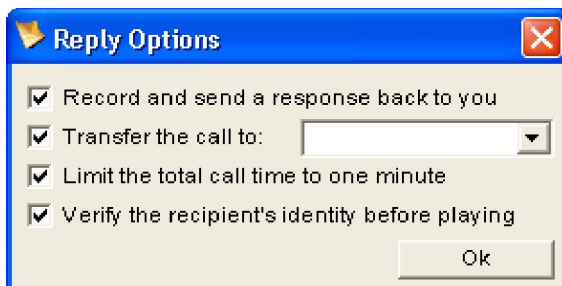 Reply Options
Record and send a response back to you
Transfer the call to:
Limit the total call time to one minute
Verify the recipient's identity before playing
Ok